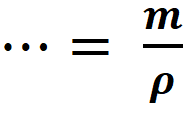 ⋯ = m/ρ